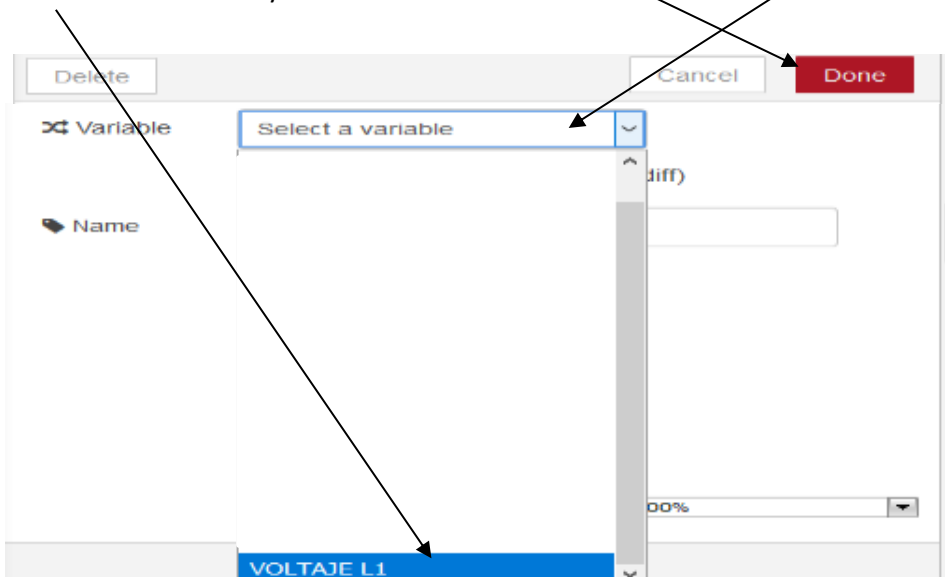 Delete Cancel Done
Variable Select a variable
diff)
Name
00%
VOLTAJE L1